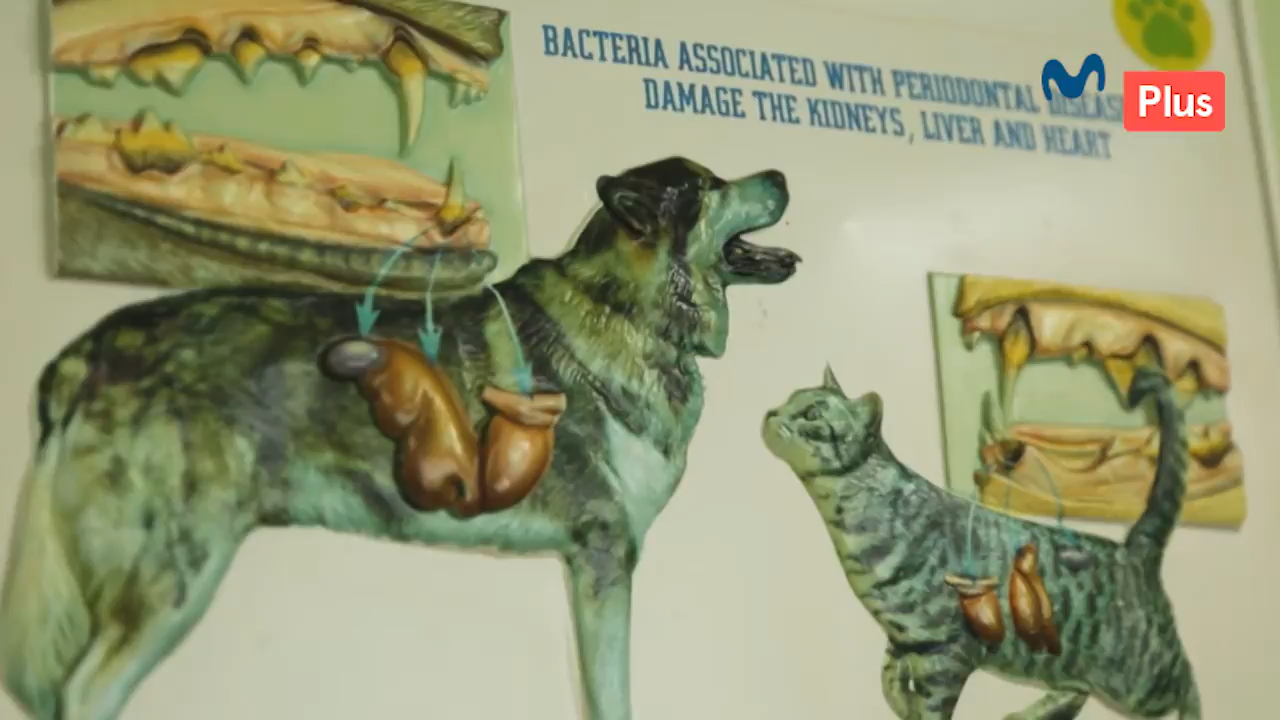 BACTERIA ASSOCIATED WITH PERIODONTAL DISEASE
DAMAGE THE KIDNEYS, LIVER AND HEART
Plus